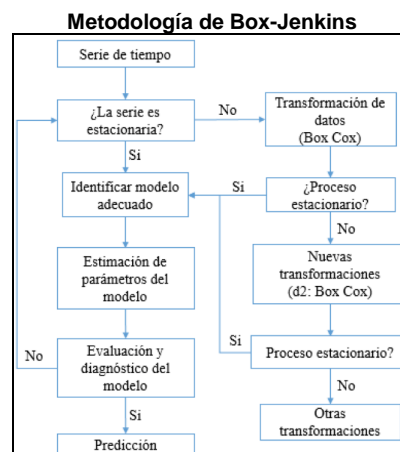 Metodología de Box-Jenkins
Serie de tiempo
¿La serie es
estacionaria?
No
Transformación de
datos
(Box Cox)
Si
Identificar modelo
adecuado
Si
¿Proceso
estacionario?
No
Estimación de
parámetros del
modelo
Nuevas
transformaciones
(d2: Box Cox)
No
Evaluación y
diagnóstico del
modelo
Si
Proceso estacionario?
No
Si
Otras
transformaciones
Predicción